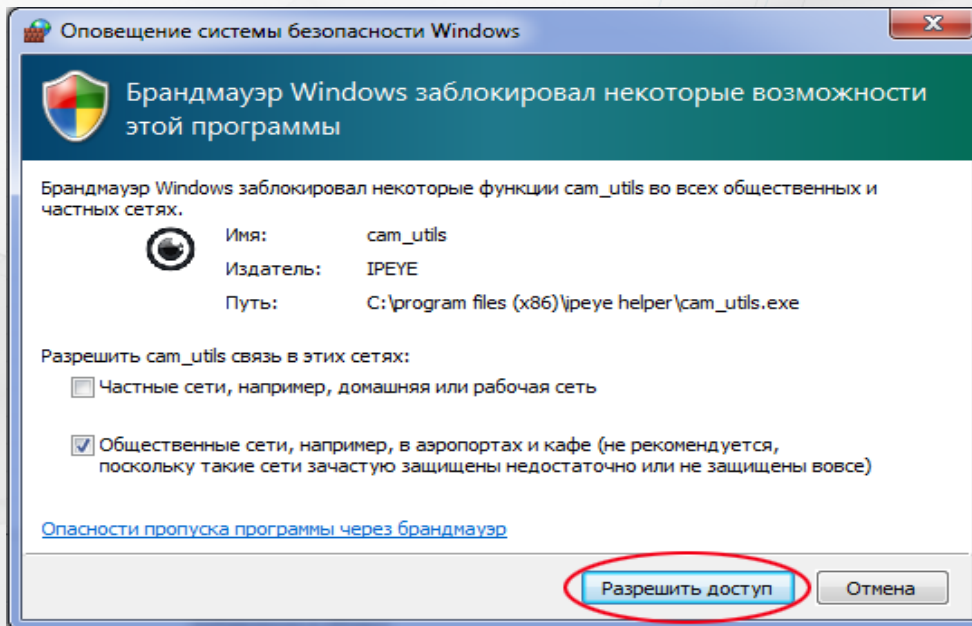 Оповещение системы безопасности Windows
Брандмауэр Windows заблокировал некоторые возможности
этой программы
Брандмауэр Windows заблокировал некоторые функции cam_utils во всех общественных и
частных сетях.
Имя: cam_utils
Издатель: IPEYE
Путь: C:\program files (x86)\ipeye helper\cam_utils.exe
Разрешить cam_utils связь в этих сетях:
Частные сети, например, домашняя или рабочая сеть
Общественные сети, например, в аэропортах и кафе (не рекомендуется,
поскольку такие сети зачастую защищены недостаточно или не защищены вовсе)
Опасности пропуска программы через брандмауэр
Разрешить доступ Отмена